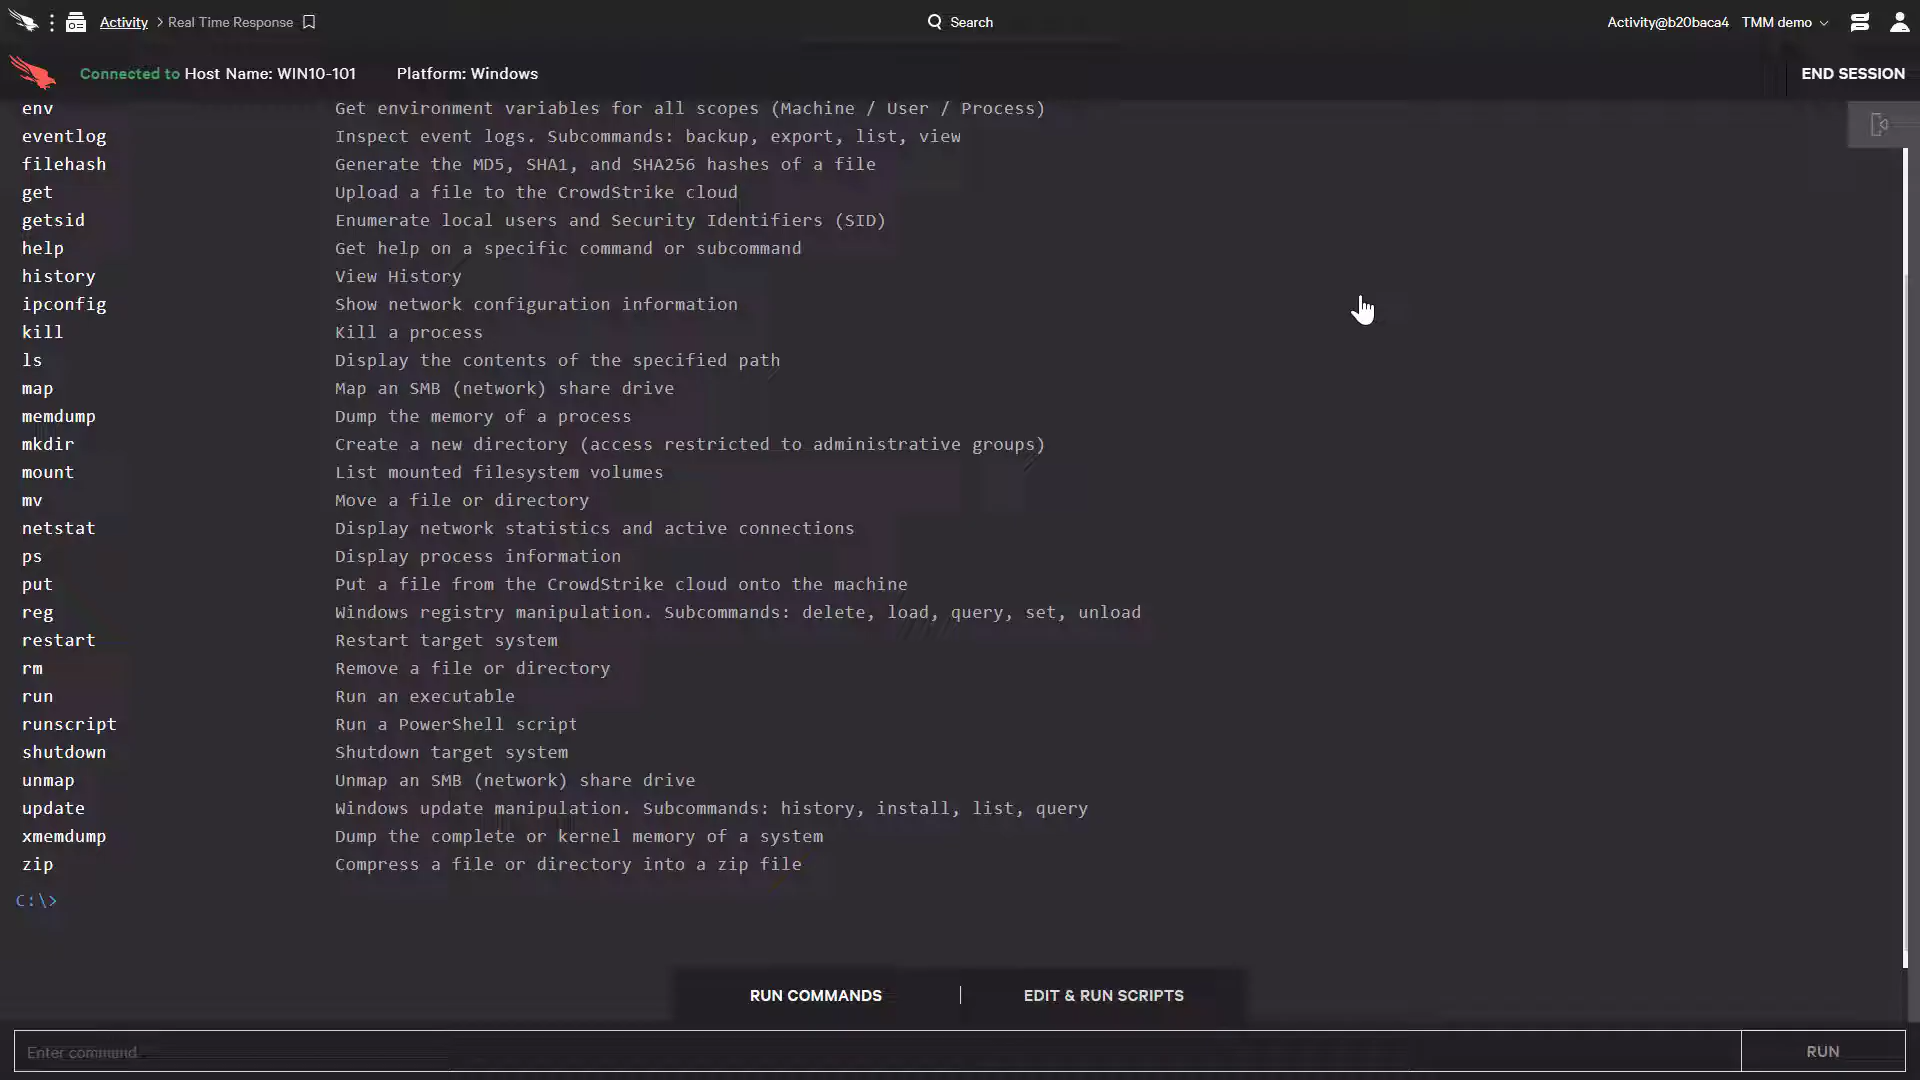 Activity > Real Time Response
Search
Activity@b20baca4 TMM demo
Connected to Host Name: WIN10-101 Platform: Windows
END SESSION
env Get environment variables for all scopes (Machine / User / Process)
eventlog Inspect event logs. Subcommands: backup, export, list, view
filehash Generate the MD5, SHA1, and SHA256 hashes of a file
get Upload a file to the CrowdStrike cloud
getsid Enumerate local users and Security Identifiers (SID)
help Get help on a specific command or subcommand
history View History
ipconfig Show network configuration information
kill Kill a process
ls Display the contents of the specified path
map Map an SMB (network) share drive
memdump Dump the memory of a process
mkdir Create a new directory (access restricted to administrative groups)
mount List mounted filesystem volumes
mv Move a file or directory
netstat Display network statistics and active connections
ps Display process information
put Put a file from the CrowdStrike cloud onto the machine
reg Windows registry manipulation. Subcommands: delete, load, query, set, unload
restart Restart target system
rm Remove a file or directory
run Run an executable
runscript Run a PowerShell script
shutdown Shutdown target system
unmap Unmap an SMB (network) share drive
update Windows update manipulation. Subcommands: history, install, list, query
xmemdump Dump the complete or kernel memory of a system
zip Compress a file or directory into a zip file
C:\>
RUN COMMANDS | EDIT & RUN SCRIPTS
Enter command
RUN